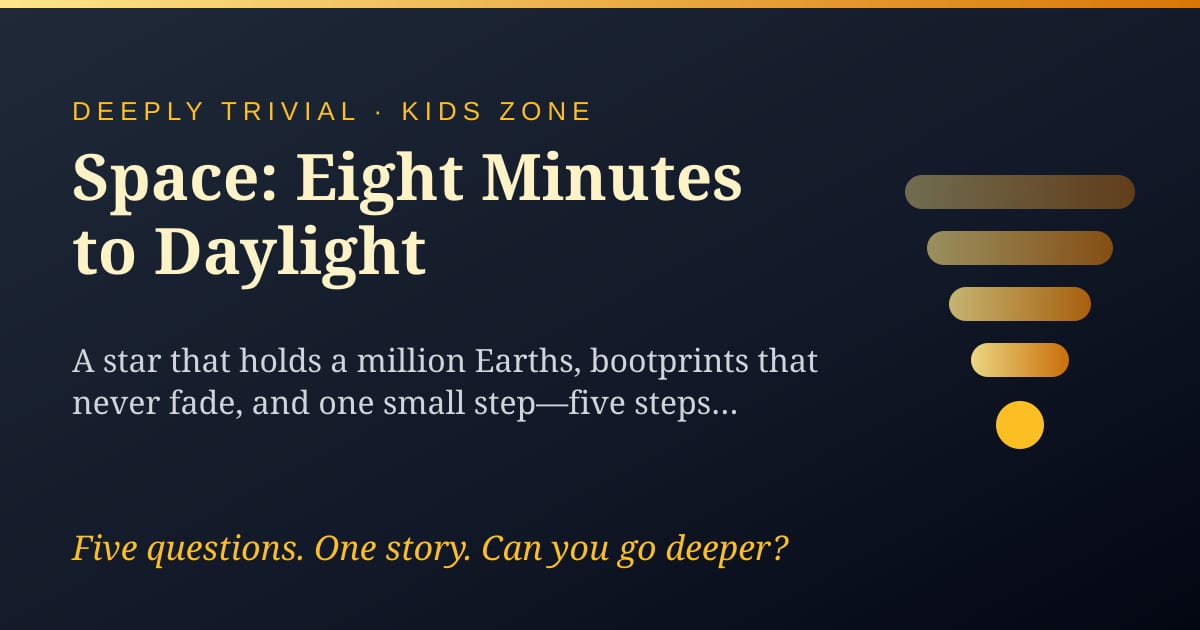 DEEPLY TRIVIAL · KIDS ZONE
Space: Eight Minutes
to Daylight
A star that holds a million Earths, bootprints that
never fade, and one small step—five steps...
Five questions. One story. Can you go deeper?